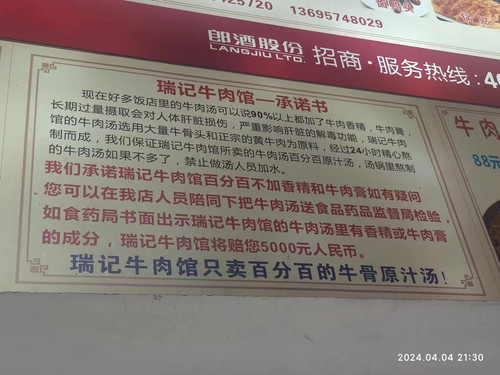 25720 13695748029
郎酒股份 招商·服务热线:4
LANGJIU LTD.
瑞记牛肉馆—承诺书
现在好多饭店里的牛肉汤可以说90%以上都加了牛肉香精,牛肉膏,
长期过量摄取会对人体肝脏损伤,严重影响肝脏的解毒功能,瑞记牛肉
馆的牛肉汤选用大量牛骨头和正宗的黄牛肉为原料,经过24小时精心熬
制而成,我们保证瑞记牛肉馆所卖的牛肉汤百分百原汁汤,汤锅里熬制
的牛肉汤如果不多了,禁止做汤人员加水。
我们承诺瑞记牛肉馆百分百不加香精和牛肉膏如有疑问
您可以在我店人员陪同下把牛肉汤送食品药品监督局检验,
如食药局书面出示瑞记牛肉馆的牛肉汤里有香精或牛肉膏
的成分,瑞记牛肉馆将赔您5000元人民币。
瑞记牛肉馆只卖百分百的牛骨原汁汤!
牛肉
88元
2024.04.04 21:30